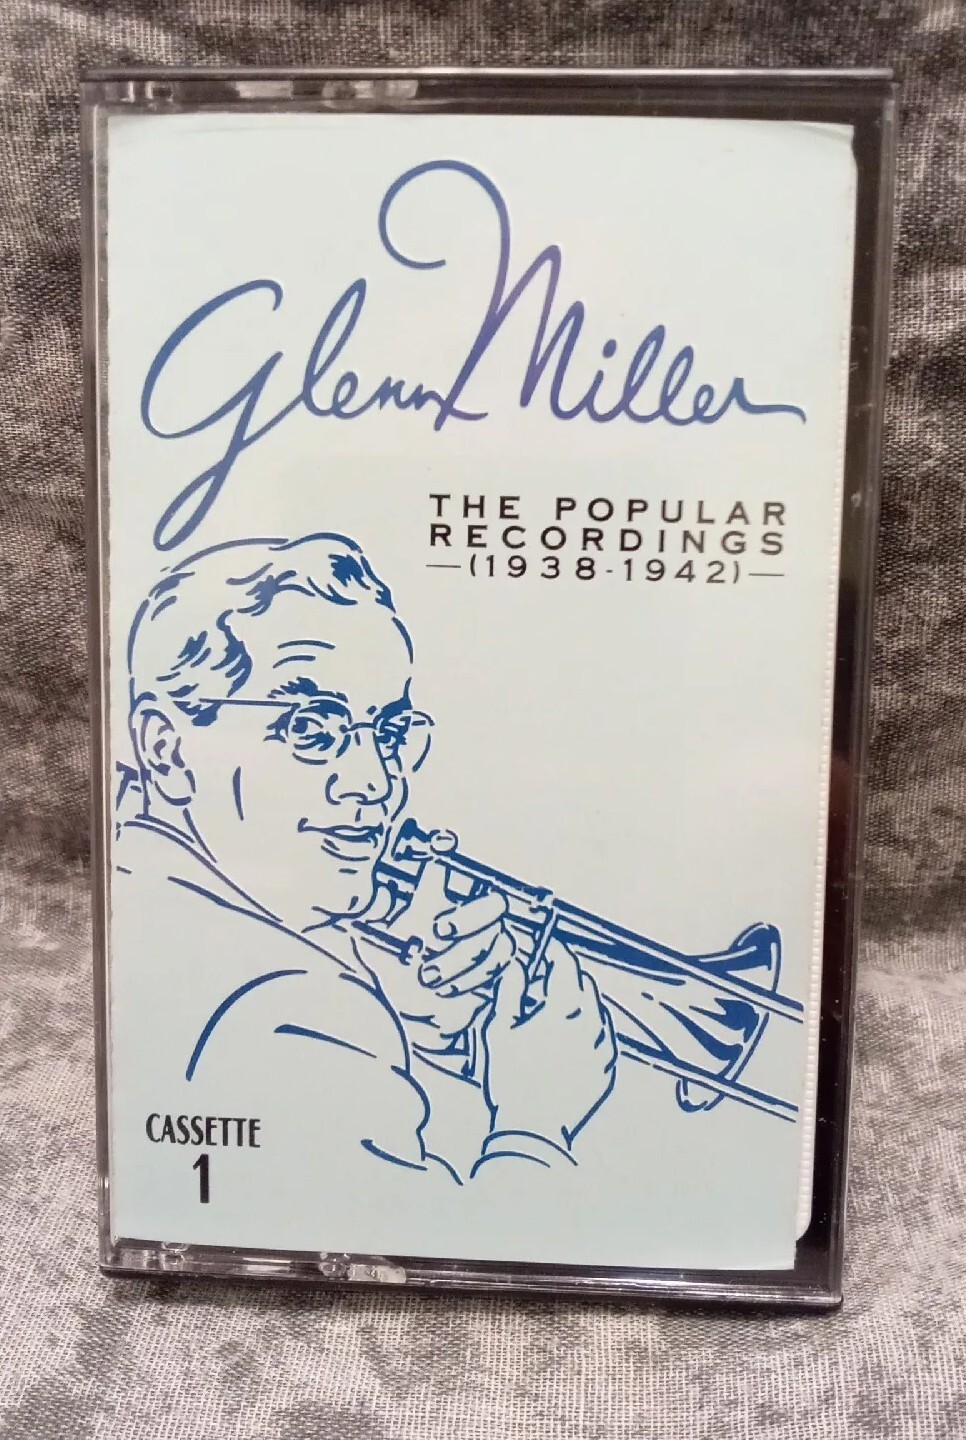 Glenn Miller
THE POPULAR
RECORDINGS
—(1938-1942)—
CASSETTE
1